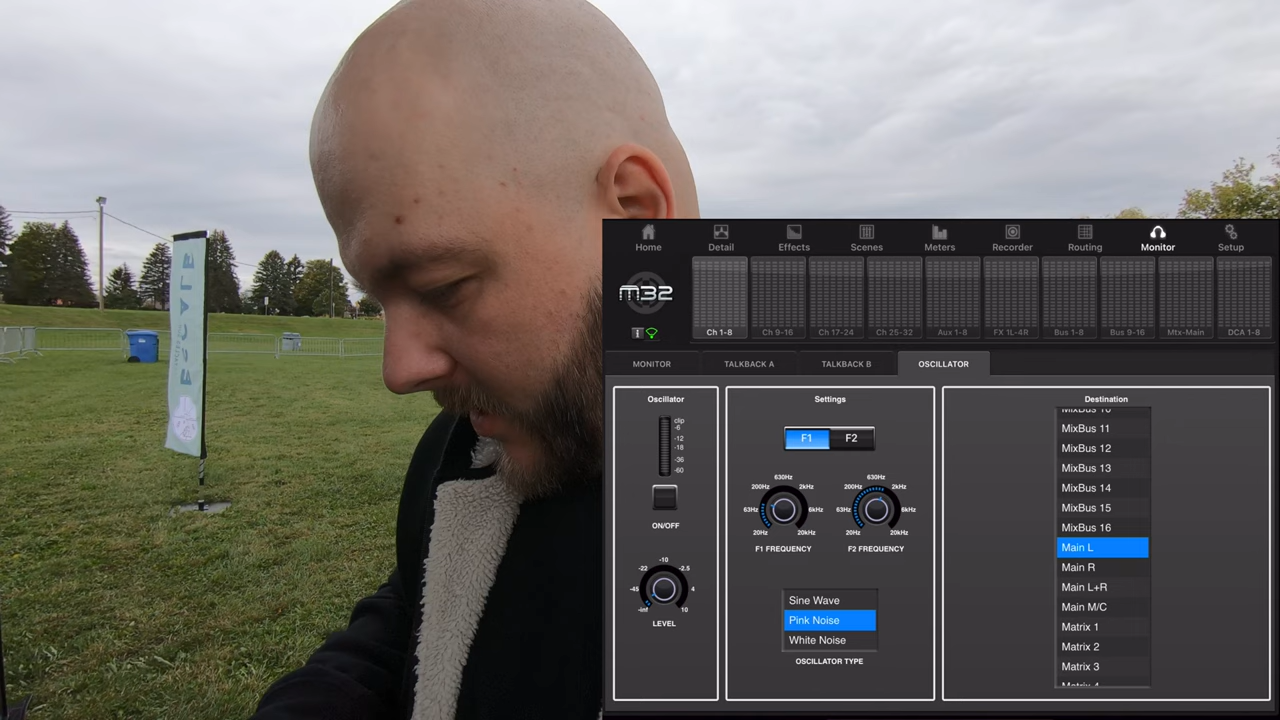 Home Detail Effects Scenes Meters Recorder Routing Monitor Setup
m32
Ch 1-8 Ch 9-16 Ch 17-24 Ch 25-32 Aux 1-8 FX 1L-4R Bus 1-8 Bus 9-16 Mtx-Main DCA 1-8
MONITOR TALKBACK A TALKBACK B OSCILLATOR
Oscillator
clip
-6
-12
-18
-36
-60
ON/OFF
-10
-22 -2.5
-45 4
-inf 10
LEVEL
Settings
F1 F2
630Hz
200Hz 2kHz
63Hz 6kHz
20Hz 20kHz
F1 FREQUENCY
630Hz
200Hz 2kHz
63Hz 6kHz
20Hz 20kHz
F2 FREQUENCY
Sine Wave
Pink Noise
White Noise
OSCILLATOR TYPE
Destination
MixBus 10
MixBus 11
MixBus 12
MixBus 13
MixBus 14
MixBus 15
MixBus 16
Main L
Main R
Main L+R
Main M/C
Matrix 1
Matrix 2
Matrix 3
Matrix 4